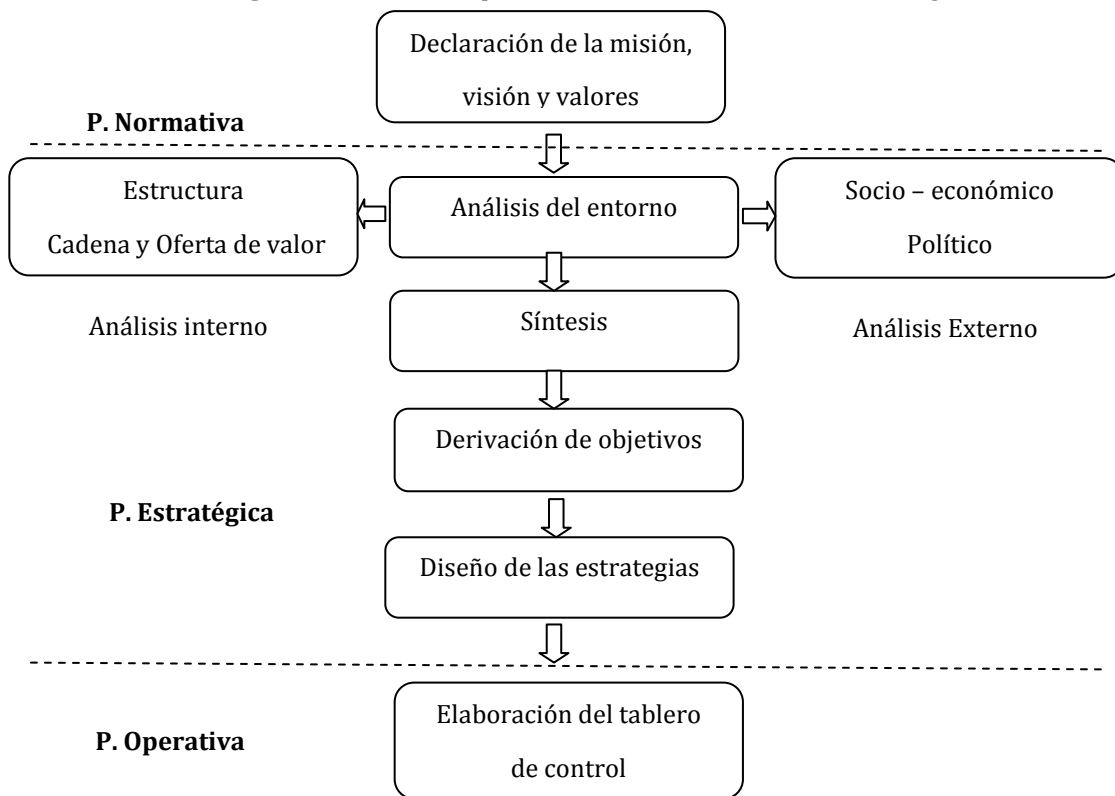 Declaración de la misión,
visión y valores
P. Normativa
Estructura
Cadena y Oferta de valor
Análisis del entorno
Socio – económico
Político
Análisis interno
Síntesis
Análisis Externo
Derivación de objetivos
P. Estratégica
Diseño de las estrategias
Elaboración del tablero
de control
P. Operativa